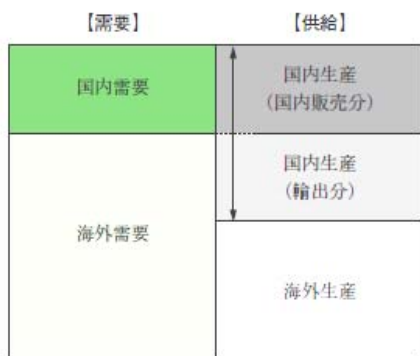 【需要】
【供給】
国内需要
国内生産
（国内販売分）
国内生産
（輸出分）
海外需要
海外生産